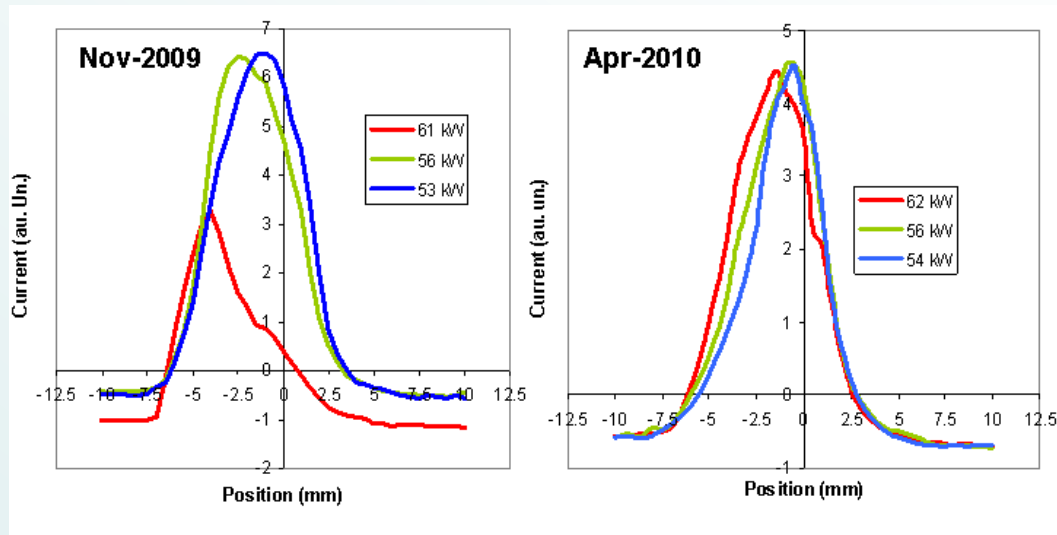 Nov-2009
7
6
5
4
3
2
1
0
-1
-2
-12.5 -10 -7.5 -5 -2.5 0 2.5 5 7.5 10 12.5
Current (au. Un.)
Position (mm)
61 kW
56 kW
53 kW
Apr-2010
5
4
3
2
1
0
-1
-12.5 -10 -7.5 -5 -2.5 0 2.5 5 7.5 10 12.5
Current (au. un.)
Position (mm)
62 kW
56 kW
54 kW